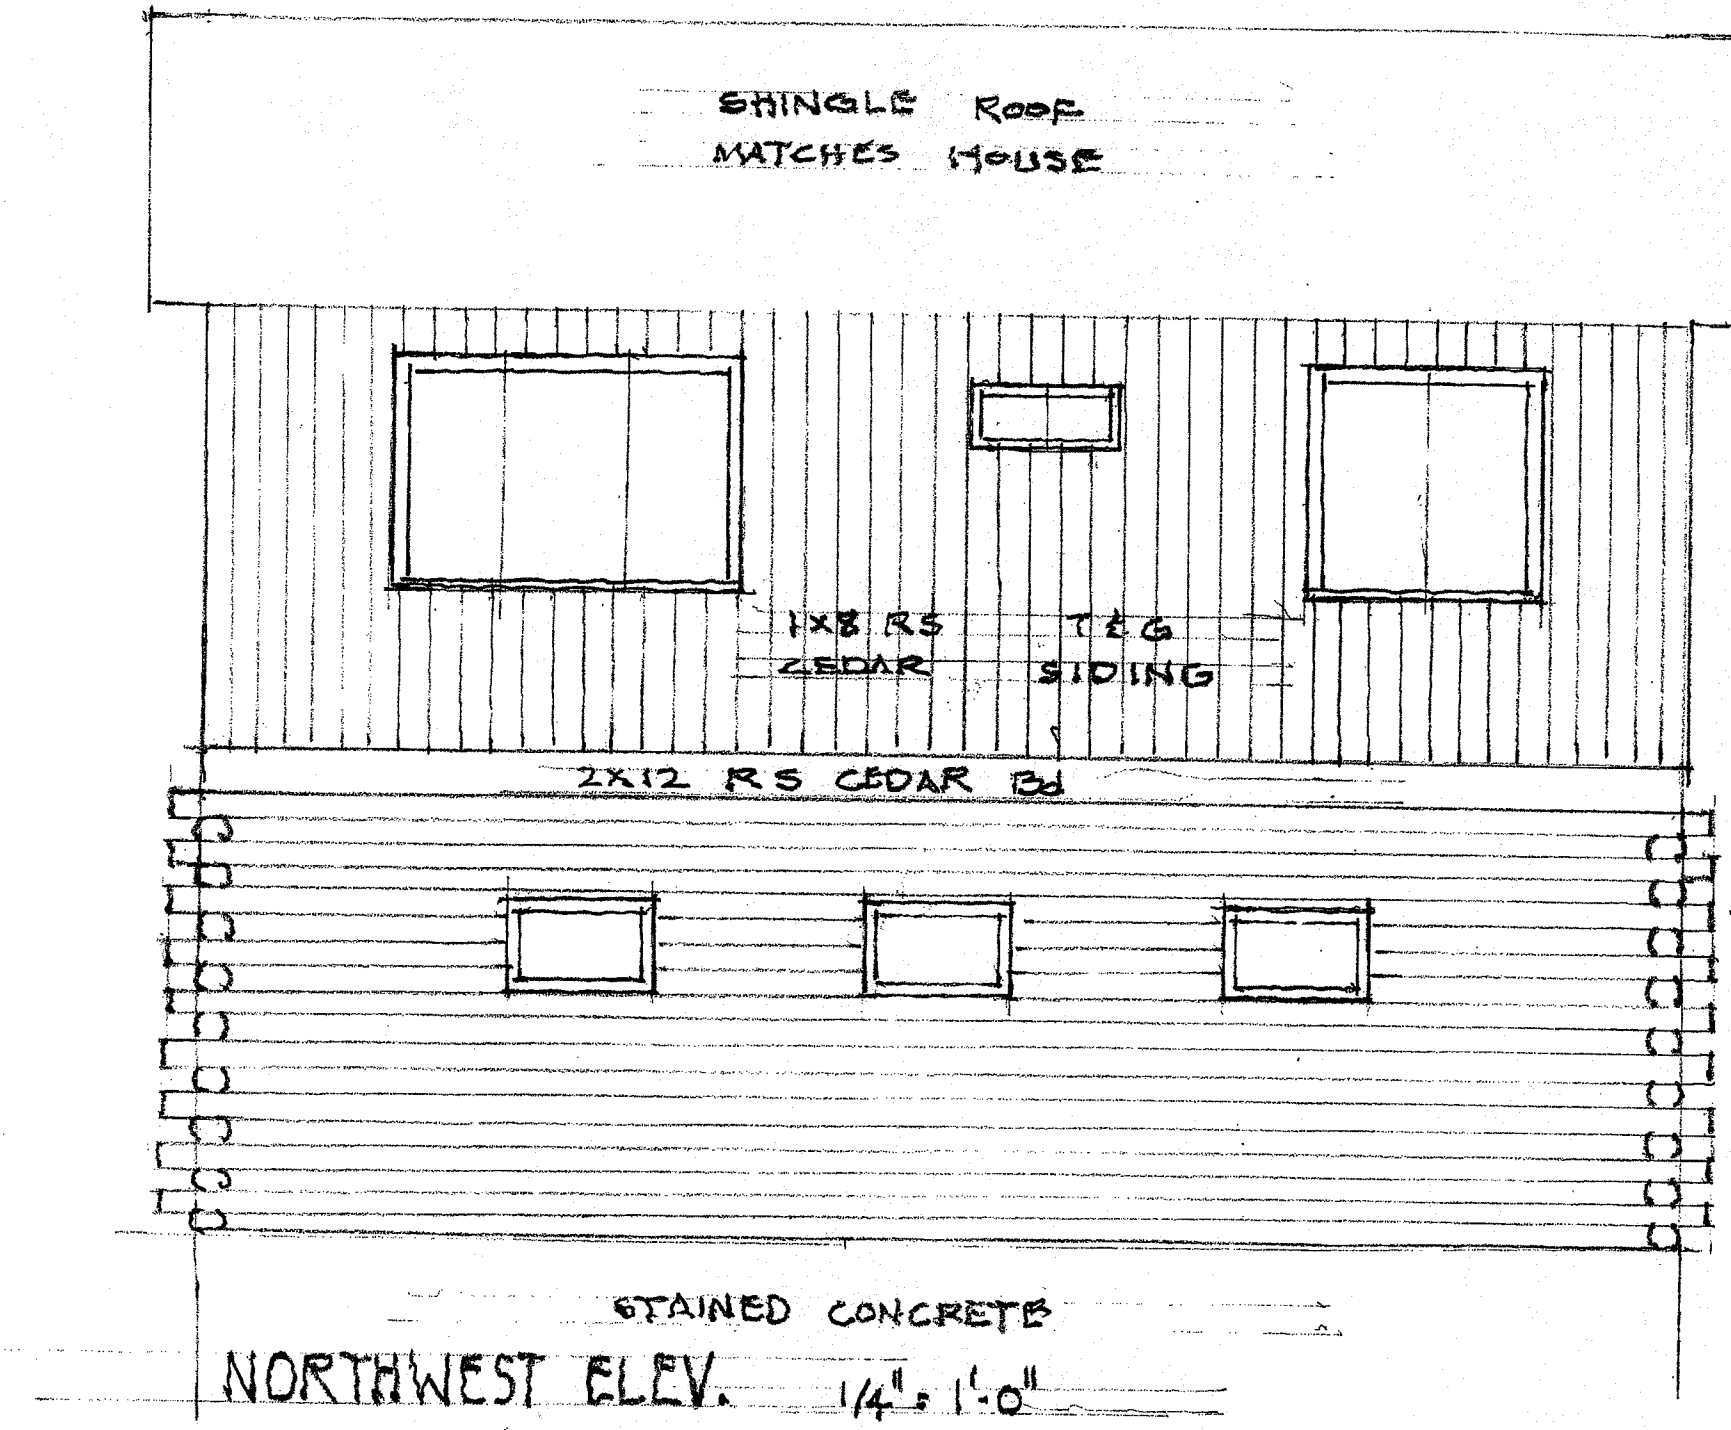 SHINGLE ROOF
MATCHES HOUSE
1X8 RS T & G
CEDAR SIDING
2X12 RS CEDAR Bd
STAINED CONCRETE
NORTHWEST ELEV. 1/4" = 1'-0"